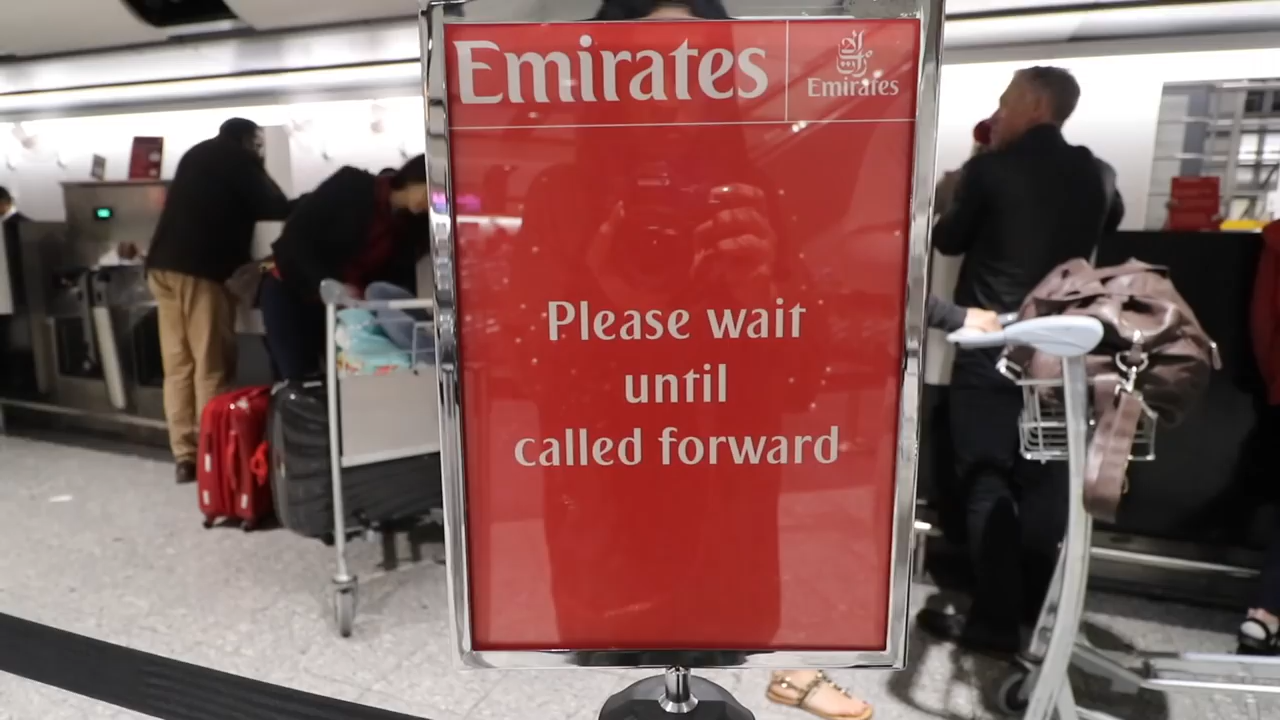 Emirates
Emirates
Please wait
until
called forward